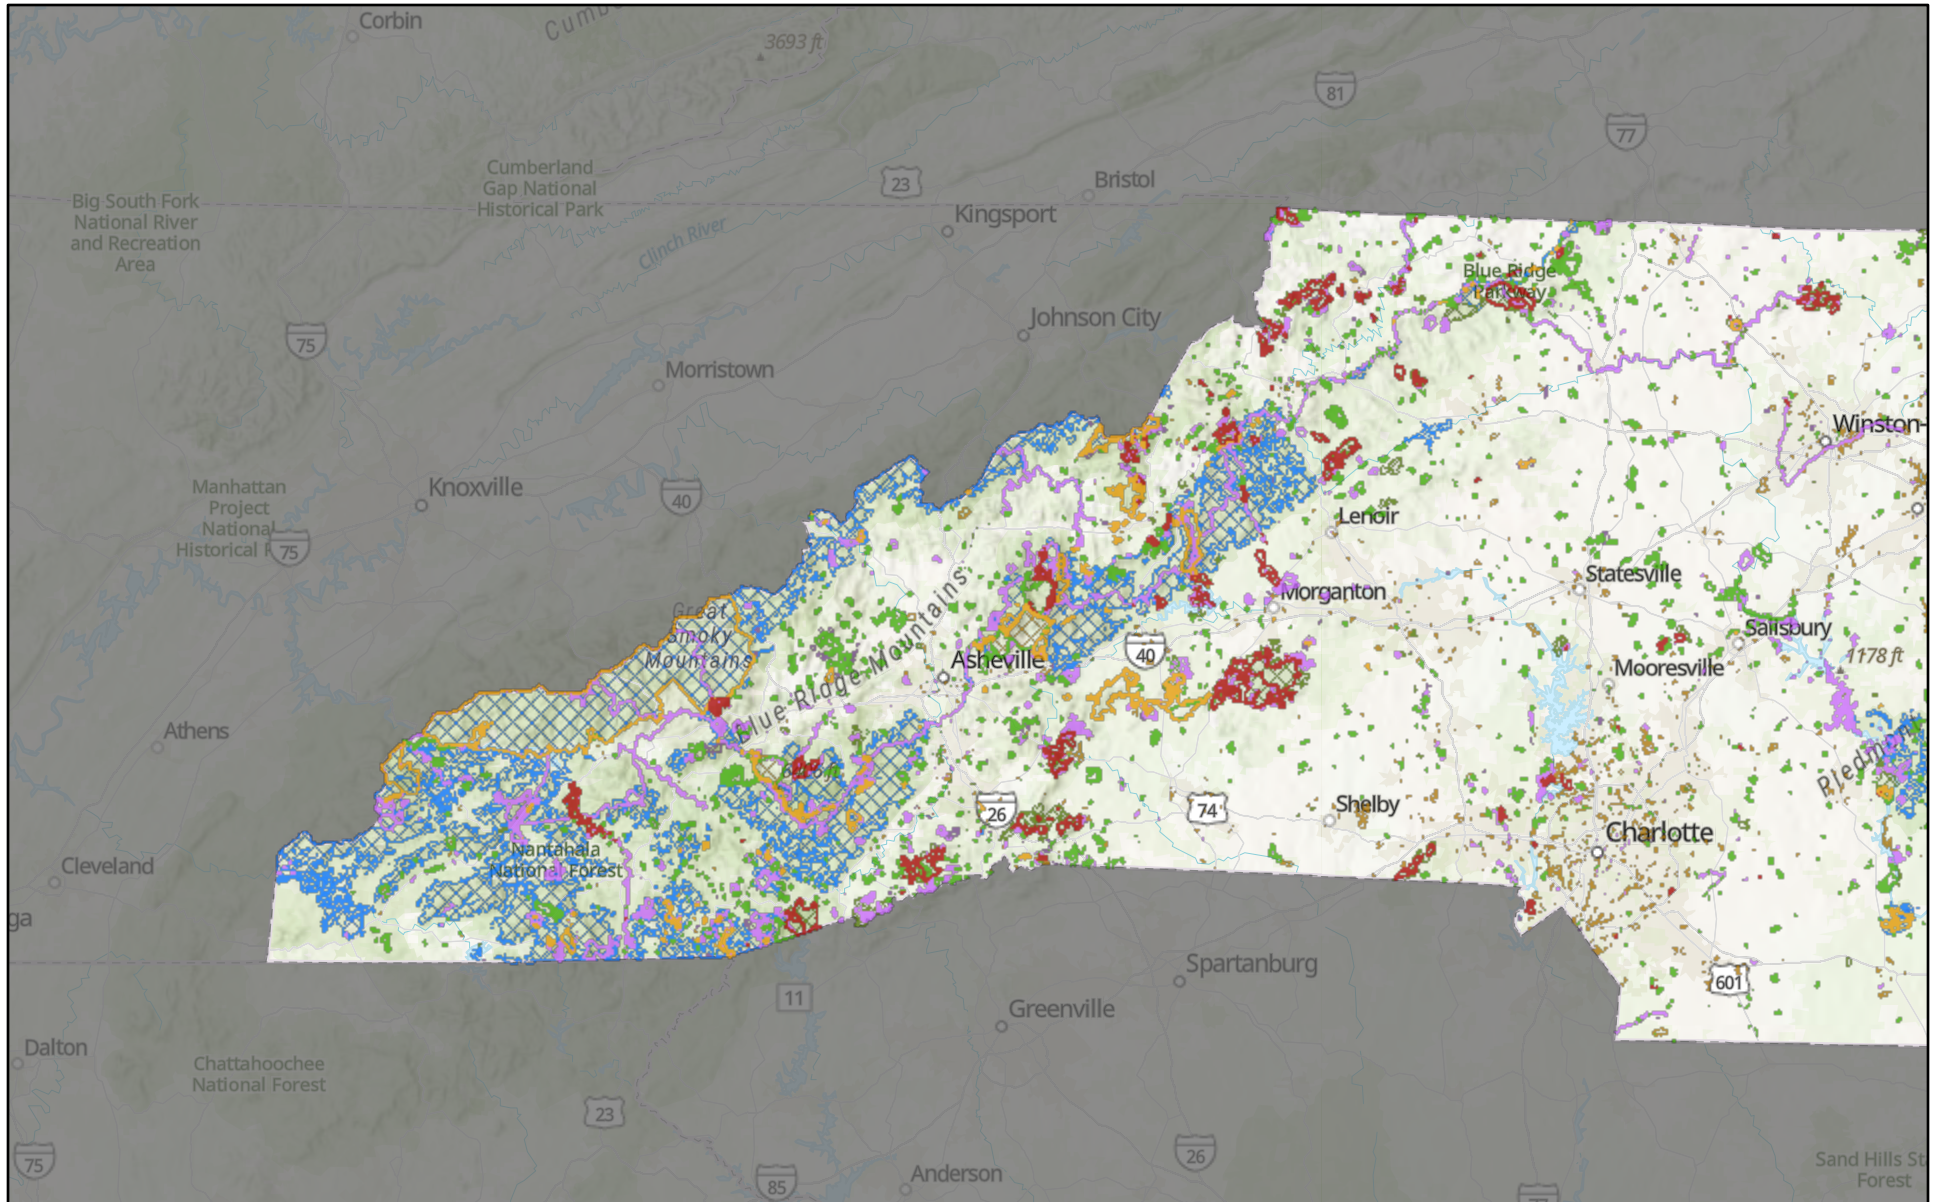 Corbin
Cumb
3693 ft
81
77
Cumberland
Gap National
Historical Park
23
Bristol
Big South Fork
National River
and Recreation
Area
Kingsport
Clinch River
Blue Ridge
Parkway
Johnson City
75
Morristown
Winston-
Manhattan
Project
National
Historical P
75
Knoxville
40
Lenoir
Statesville
Morganton
Great
Smoky
Mountains
Salisbury
40
Asheville
Mooresville
1178 ft
Blue Ridge Mountains
Athens
Piedmont
26
74
Shelby
Charlotte
Nantahala
National Forest
Cleveland
ga
Spartanburg
601
11
Greenville
Dalton
Chattahoochee
National Forest
23
75
26
85
Anderson
Sand Hills St
Forest